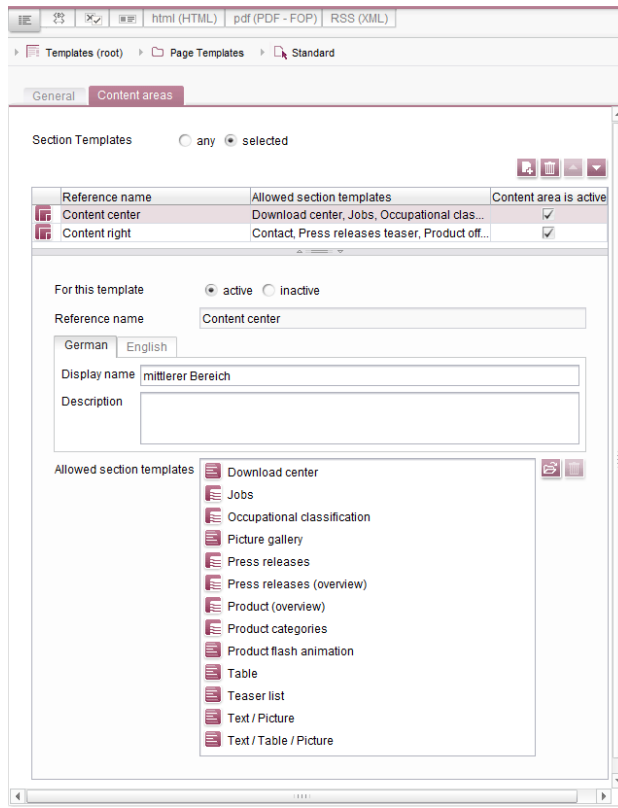 html (HTML) pdf (PDF - FOP) RSS (XML)
Templates (root) Page Templates Standard
General Content areas
Section Templates any selected
Reference name Allowed section templates Content area is active
Content center Download center, Jobs, Occupational clas...
Content right Contact, Press releases teaser, Product off...
For this template active inactive
Reference name Content center
German English
Display name mittlerer Bereich
Description
Allowed section templates Download center
Jobs
Occupational classification
Picture gallery
Press releases
Press releases (overview)
Product (overview)
Product categories
Product flash animation
Table
Teaser list
Text / Picture
Text / Table / Picture